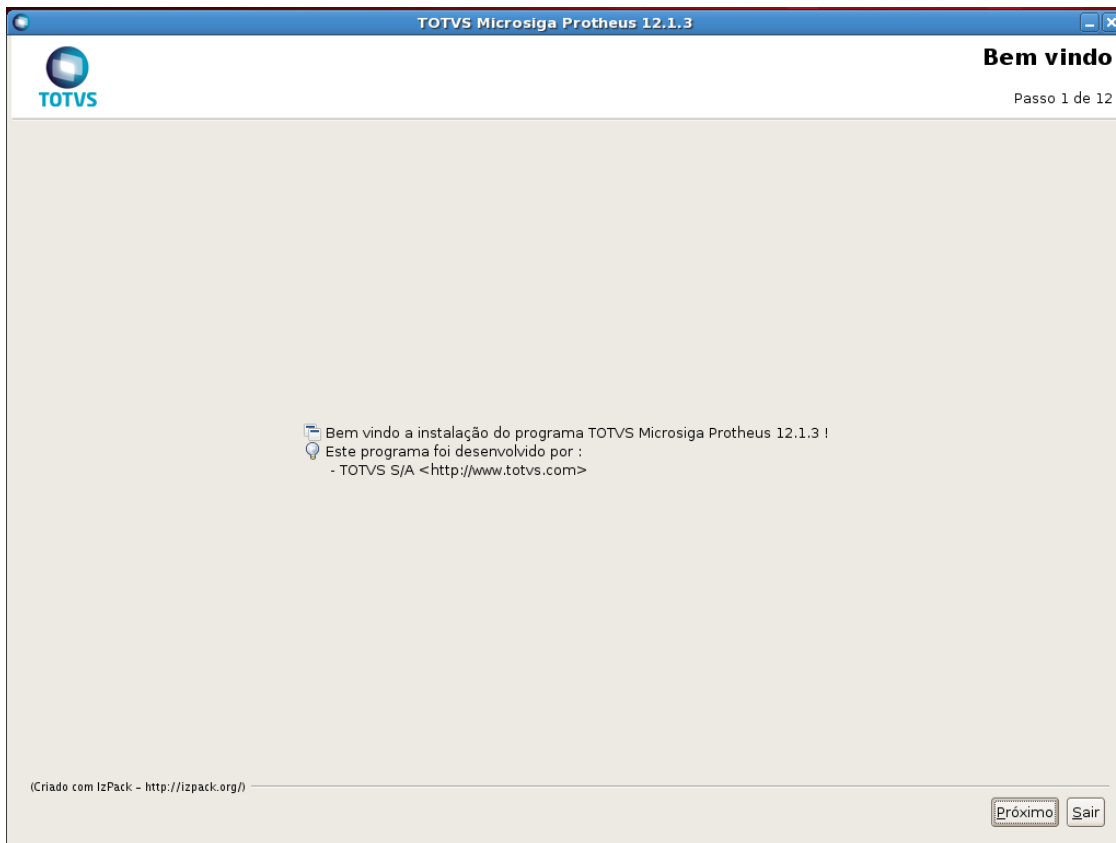 TOTVS Microsiga Protheus 12.1.3
Bem vindo
TOTVS
Passo 1 de 12
Bem vindo a instalação do programa TOTVS Microsiga Protheus 12.1.3 !
Este programa foi desenvolvido por :
- TOTVS S/A <http://www.totvs.com>
(Criado com IzPack - http://izpack.org/)
Próximo Sair